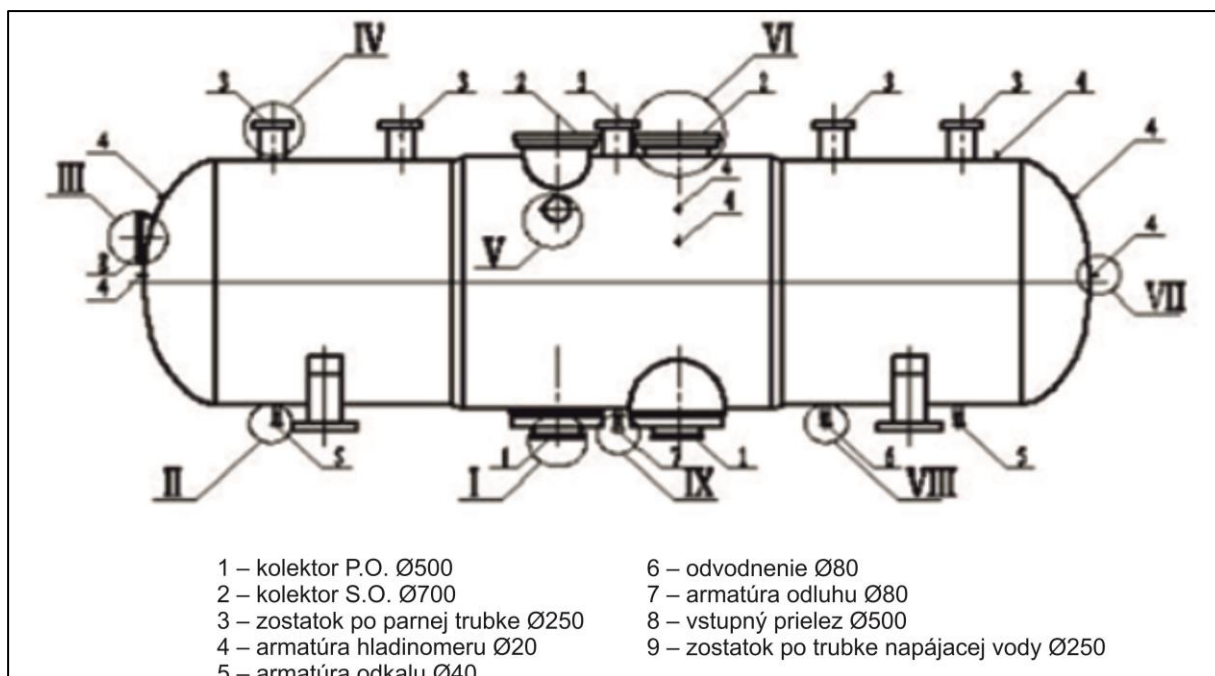 IV VI
3 3 2 3 2 3 3 4
4 4
III
4
4
4 V 4
VII
5 1 7 1 6 5
II I IX VIII
1 – kolektor P.O. Ø500
2 – kolektor S.O. Ø700
3 – zostatok po parnej trubke Ø250
4 – armatúra hladinomeru Ø20
5 – armatúra odkalu Ø40
6 – odvodnenie Ø80
7 – armatúra odluhu Ø80
8 – vstupný prielez Ø500
9 – zostatok po trubke napájacej vody Ø250